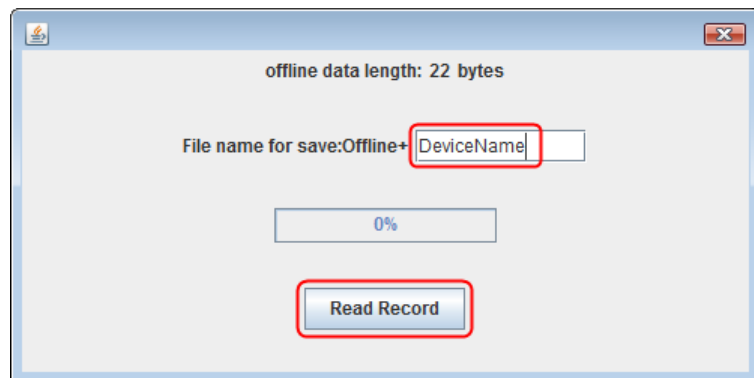 offline data length: 22 bytes
File name for save:Offline+ DeviceName
0%
Read Record